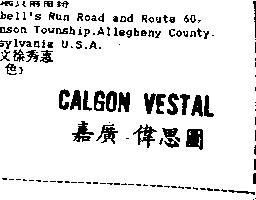 bell's Run Road and Route 60,
nson Township.Allegheny County.
sylvania U.S.A.
文徐秀惠
色)
CALGON VESTAL
嘉廣·偉思圖